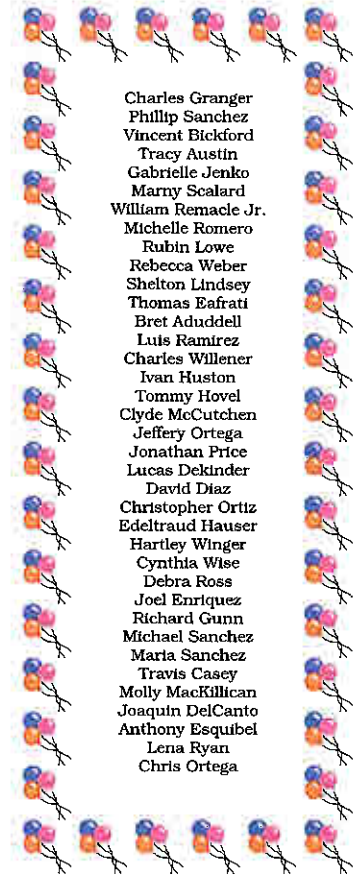 Charles Granger
Phillip Sanchez
Vincent Bickford
Tracy Austin
Gabrielle Jenko
Marny Scalard
William Remacle Jr.
Michelle Romero
Rubin Lowe
Rebecca Weber
Shelton Lindsey
Thomas Eafrati
Bret Aduddell
Luis Ramirez
Charles Willener
Ivan Huston
Tommy Hovel
Clyde McCutchen
Jeffery Ortega
Jonathan Price
Lucas Dekinder
David Diaz
Christopher Ortiz
Edeltraud Hauser
Hartley Winger
Cynthia Wise
Debra Ross
Joel Enriquez
Richard Gunn
Michael Sanchez
Maria Sanchez
Travis Casey
Molly MacKillican
Joaquin DelCanto
Anthony Esquibel
Lena Ryan
Chris Ortega